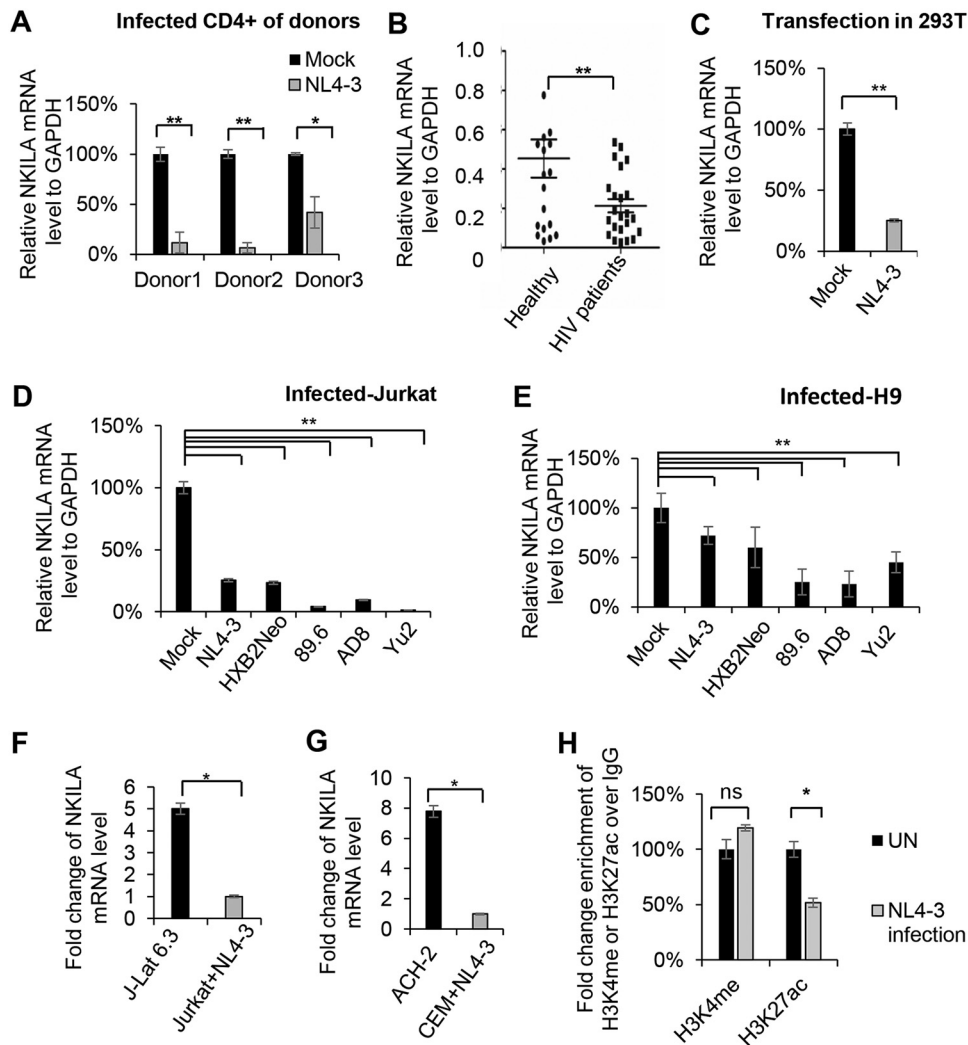 A
Infected CD4+ of donors
Mock
NL4-3
Relative NKILA mRNA
level to GAPDH
150%
100%
50%
0%
**
**
*
Donor1
Donor2
Donor3
B
Relative NKILA mRNA
level to GAPDH
1.0
0.8
0.6
0.4
0.2
0
**
Healthy
HIV patients
C
Transfection in 293T
Relative NKILA mRNA
level to GAPDH
150%
100%
50%
0%
**
Mock
NL4-3
D
Infected-Jurkat
Relative NKILA mRNA
level to GAPDH
150%
100%
50%
0%
**
Mock
NL4-3
HXB2Neo
89.6
AD8
Yu2
E
Infected-H9
Relative NKILA mRNA
level to GAPDH
150%
100%
50%
0%
**
Mock
NL4-3
HXB2Neo
89.6
AD8
Yu2
F
Fold change of NKILA
mRNA level
6
5
4
3
2
1
0
*
J-Lat 6.3
Jurkat+NL4-3
G
Fold change of NKILA
mRNA level
10
8
6
4
2
0
*
ACH-2
CEM+NL4-3
H
Fold change enrichment of
H3K4me or H3K27ac over IgG
150%
100%
50%
0%
ns
*
H3K4me
H3K27ac
UN
NL4-3
infection